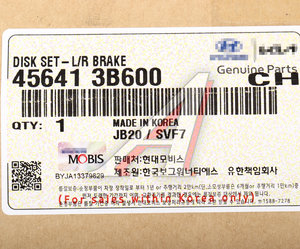 Genuine Parts
DISK SET-L/R BRAKE
45641 3B600
CH
QTY: 1
MADE IN KOREA
JB20 / SVF7
MOBIS
판매처:현대모비스
제조원:한국보그워너티에스 유한책임회사
BYJA13379629
(For sales within Korea only)